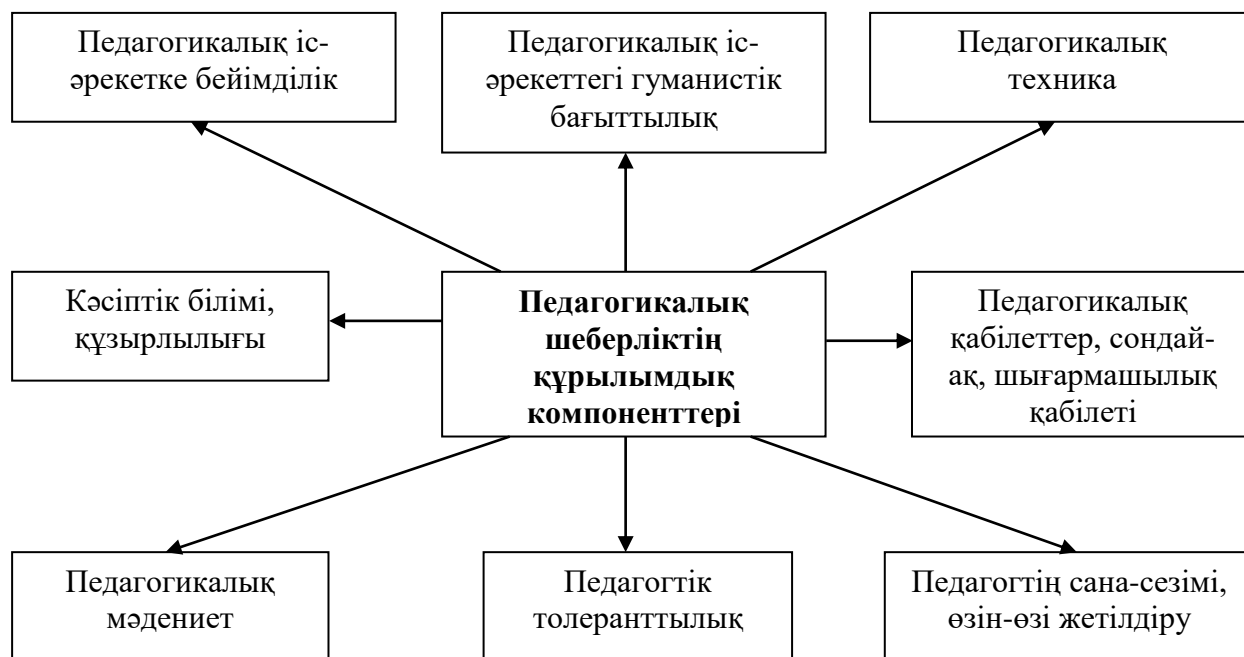 Педагогикалық іс-
әрекетке бейімділік
Педагогикалық іс-
әрекеттегі гуманистік
бағыттылық
Педагогикалық
техника
Кәсіптік білімі,
құзырлылығы
Педагогикалық
шеберліктің
құрылымдық
компоненттері
Педагогикалық
қабілеттер, сондай-
ақ, шығармашылық
қабілеті
Педагогикалық
мәдениет
Педагогтік
толеранттылық
Педагогтің сана-сезімі,
өзін-өзі жетілдіру